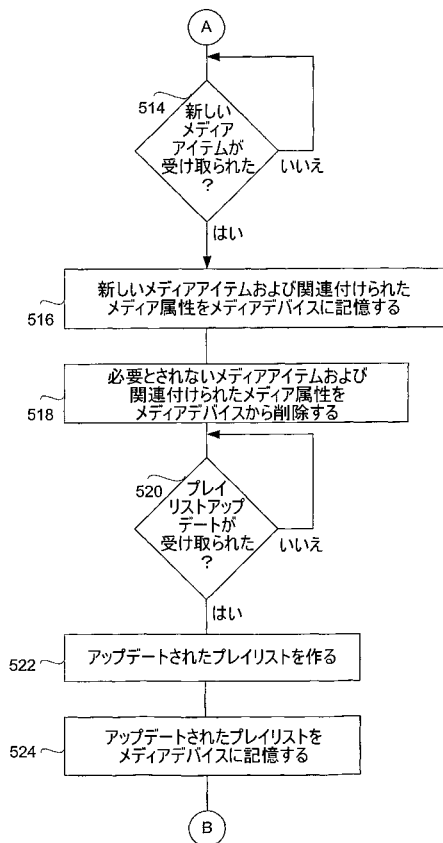 A
514
新しい
メディア
アイテムが
受け取られた
?
いいえ
はい
新しいメディアアイテムおよび関連付けられた
メディア属性をメディアデバイスに記憶する
516
必要とされないメディアアイテムおよび
関連付けられたメディア属性を
メディアデバイスから削除する
518
520
プレイ
リストアップ
デートが
受け取られた
?
いいえ
はい
アップデートされたプレイリストを作る
522
アップデートされたプレイリストを
メディアデバイスに記憶する
524
B